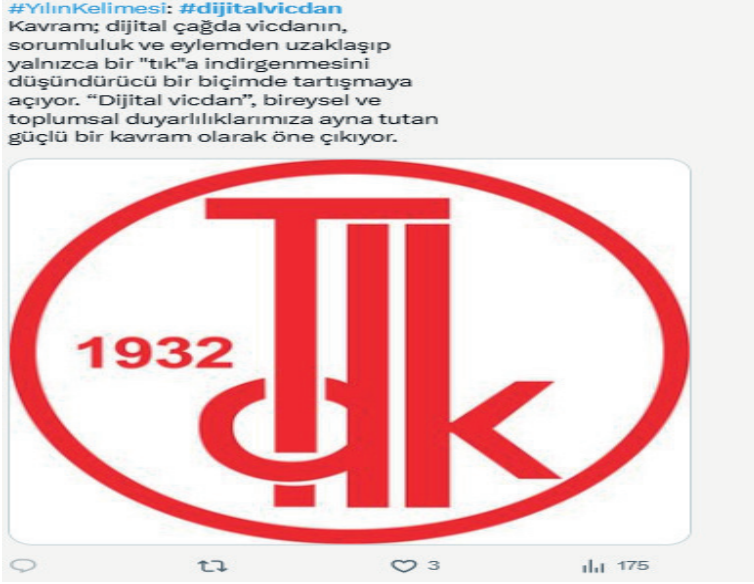 #YılınKelimesi: #dijitalvicdan
Kavram; dijital çağda vicdanın,
sorumluluk ve eylemden uzaklaşıp
yalnızca bir "tık"a indirgenmesini
düşündürücü bir biçimde tartışmaya
açıyor. “Dijital vicdan”, bireysel ve
toplumsal duyarlılıklarımıza ayna tutan
güçlü bir kavram olarak öne çıkıyor.
1932
TDK
3
175